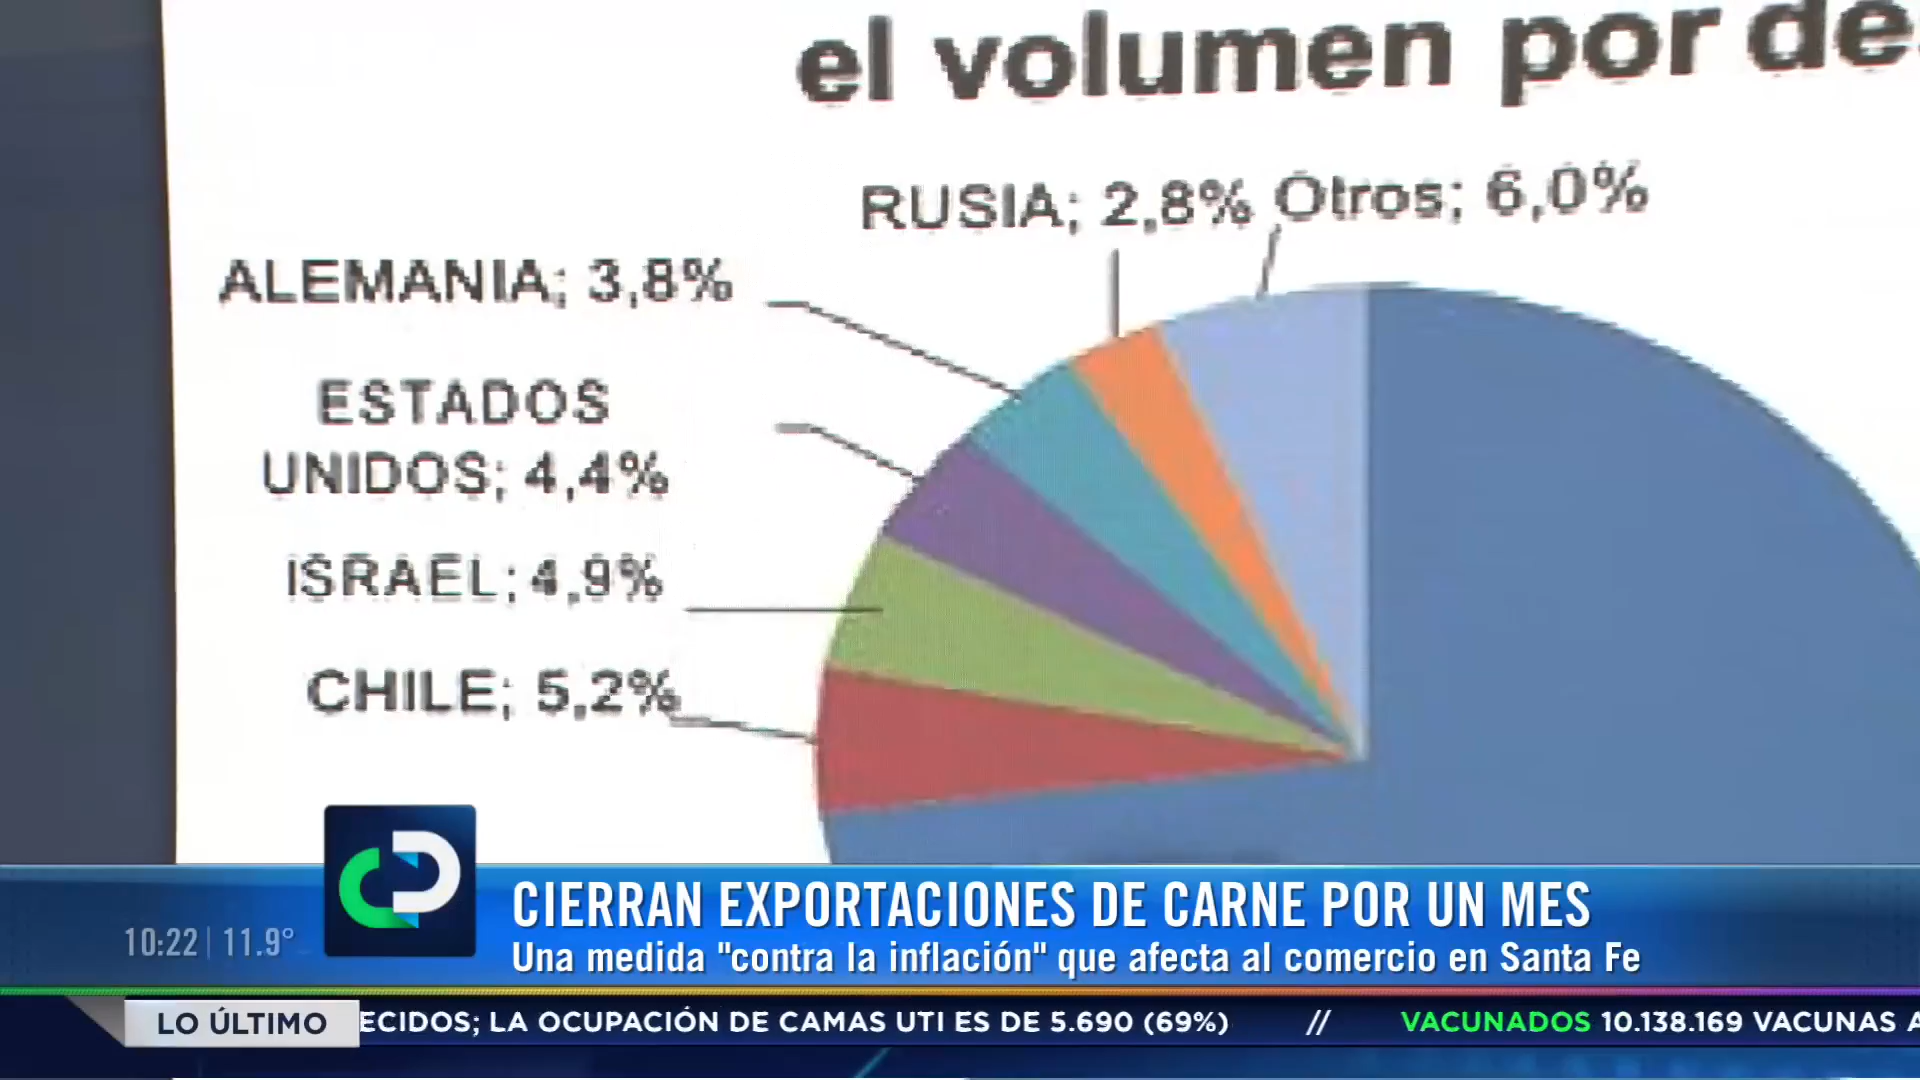 el volumen por de
RUSIA; 2,8% Otros; 6,0%
ALEMANIA; 3,8%
ESTADOS
UNIDOS; 4,4%
ISRAEL; 4,9%
CHILE; 5,2%
CIERRAN EXPORTACIONES DE CARNE POR UN MES
10:22 | 11.9°
Una medida "contra la inflación" que afecta al comercio en Santa Fe
LO ÚLTIMO
ECIDOS; LA OCUPACIÓN DE CAMAS UTI ES DE 5.690 (69%) // VACUNADOS 10.138.169 VACUNAS A